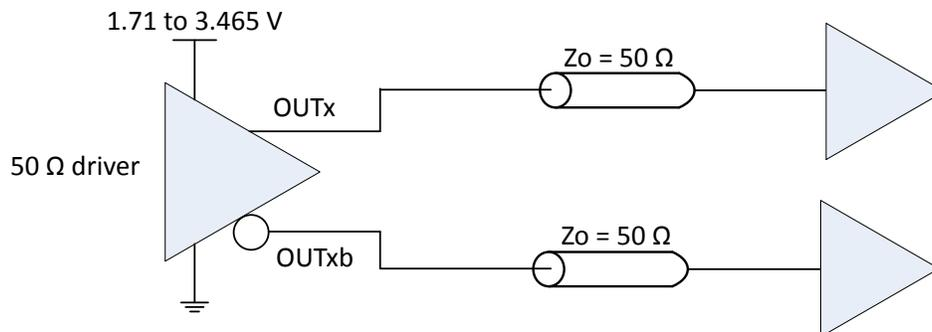 1.71 to 3.465 V
OUTx
Zo = 50 Ω
50 Ω driver
OUTxb
Zo = 50 Ω